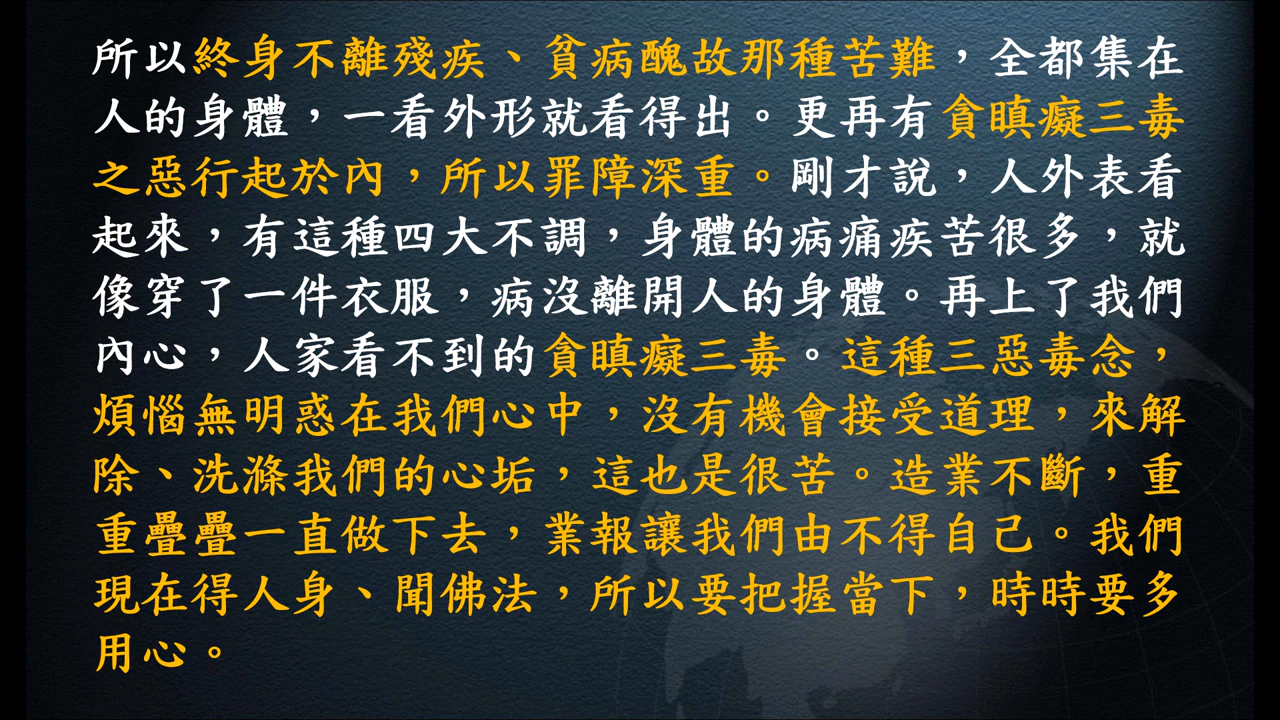 所以終身不離殘疾、貧病醜故那種苦難，全都集在
人的身體，一看外形就看得出。更再有貪瞋癡三毒
之惡行起於內，所以罪障深重。剛才說，人外表看
起來，有這種四大不調，身體的病痛疾苦很多，就
像穿了一件衣服，病沒離開人的身體。再上了我們
內心，人家看不到的貪瞋癡三毒。這種三惡毒念，
煩惱無明惑在我們心中，沒有機會接受道理，來解
除、洗滌我們的心垢，這也是很苦。造業不斷，重
重疊疊一直做下去，業報讓我們由不得自己。我們
現在得人身、聞佛法，所以要把握當下，時時要多
用心。